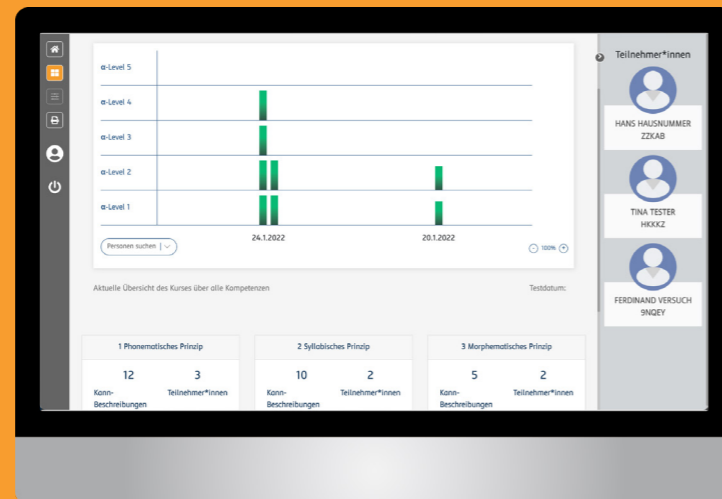 α-Level 5
α-Level 4
α-Level 3
α-Level 2
α-Level 1
24.1.2022
20.1.2022
Personen suchen
100%
Aktuelle Übersicht des Kurses über alle Kompetenzen
Testdatum:
1 Phonematisches Prinzip
12
3
Kann-
Beschreibungen
Teilnehmer*innen
2 Syllabisches Prinzip
10
2
Kann-
Beschreibungen
Teilnehmer*innen
3 Morphematisches Prinzip
5
2
Kann-
Beschreibungen
Teilnehmer*innen
Teilnehmer*innen
HANS HAUSNUMMER
ZZKAB
TINA TESTER
HKKKZ
FERDINAND VERSUCH
9NQEY